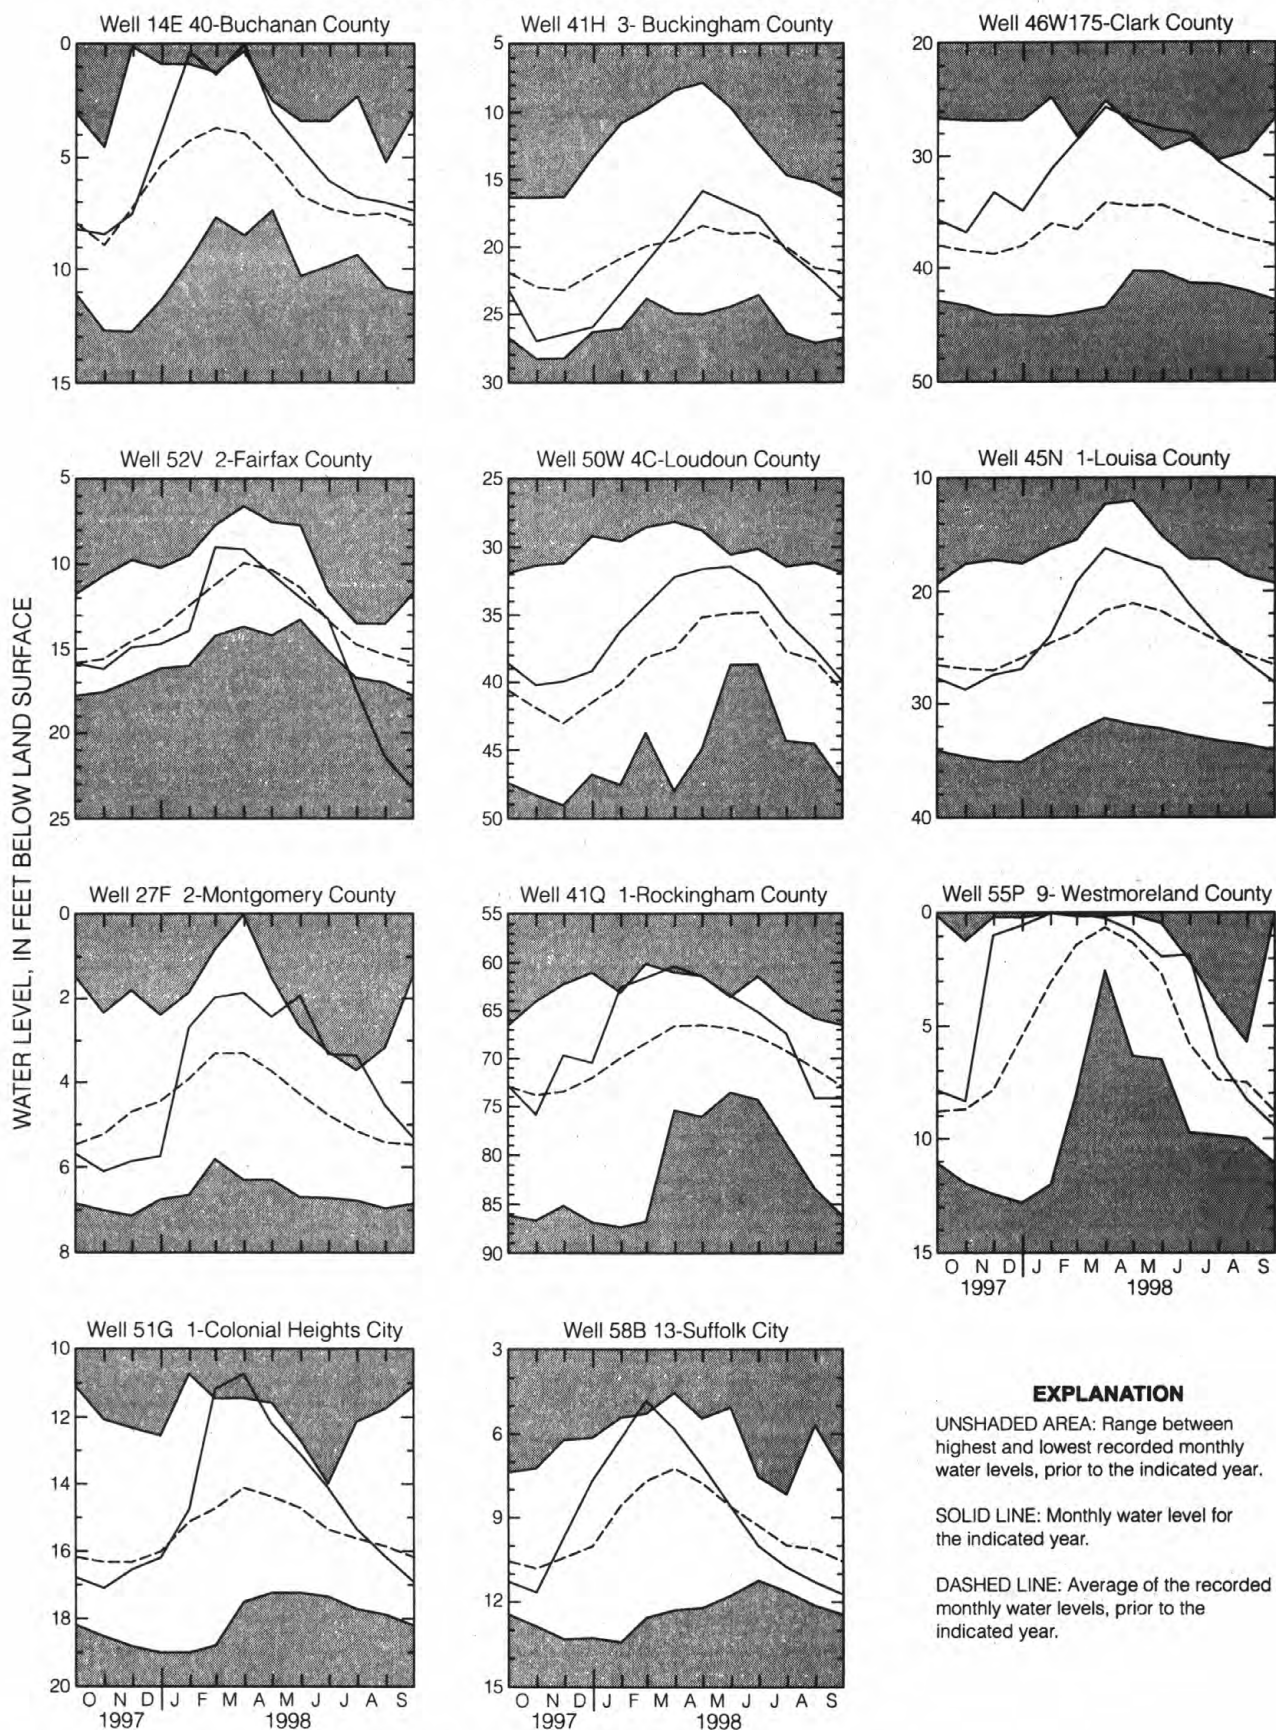 WATER LEVEL, IN FEET BELOW LAND SURFACE
Well 14E 40-Buchanan County
0
5
10
15
Well 41H 3- Buckingham County
5
10
15
20
25
30
Well 46W175-Clark County
20
30
40
50
Well 52V 2-Fairfax County
5
10
15
20
25
Well 50W 4C-Loudoun County
25
30
35
40
45
50
Well 45N 1-Louisa County
10
20
30
40
Well 27F 2-Montgomery County
0
2
4
6
8
Well 41Q 1-Rockingham County
55
60
65
70
75
80
85
90
Well 55P 9- Westmoreland County
0
5
10
15
O N D J F M A M J J A S
1997 1998
Well 51G 1-Colonial Heights City
10
12
14
16
18
20
O N D J F M A M J J A S
1997 1998
Well 58B 13-Suffolk City
3
6
9
12
15
O N D J F M A M J J A S
1997 1998
EXPLANATION
UNSHADED AREA: Range between
highest and lowest recorded monthly
water levels, prior to the indicated year.
SOLID LINE: Monthly water level for
the indicated year.
DASHED LINE: Average of the recorded
monthly water levels, prior to the
indicated year.